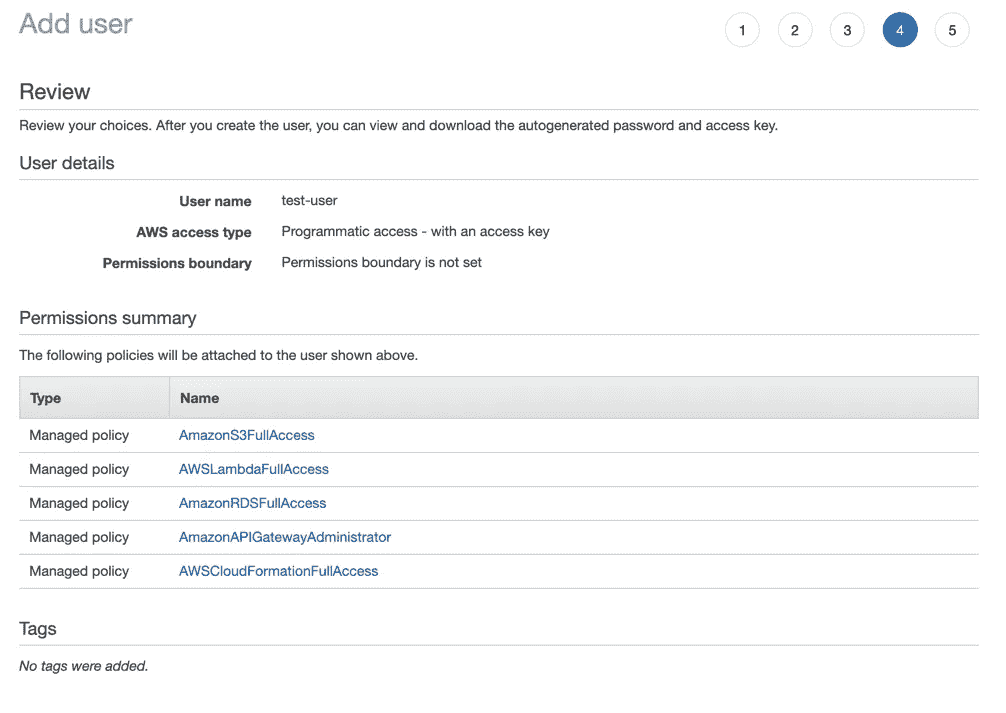 Add user
1 2 3 4 5
Review
Review your choices. After you create the user, you can view and download the autogenerated password and access key.
User details
User name test-user
AWS access type Programmatic access - with an access key
Permissions boundary Permissions boundary is not set
Permissions summary
The following policies will be attached to the user shown above.
Type Name
Managed policy AmazonS3FullAccess
Managed policy AWSLambdaFullAccess
Managed policy AmazonRDSFullAccess
Managed policy AmazonAPIGatewayAdministrator
Managed policy AWSCloudFormationFullAccess
Tags
No tags were added.